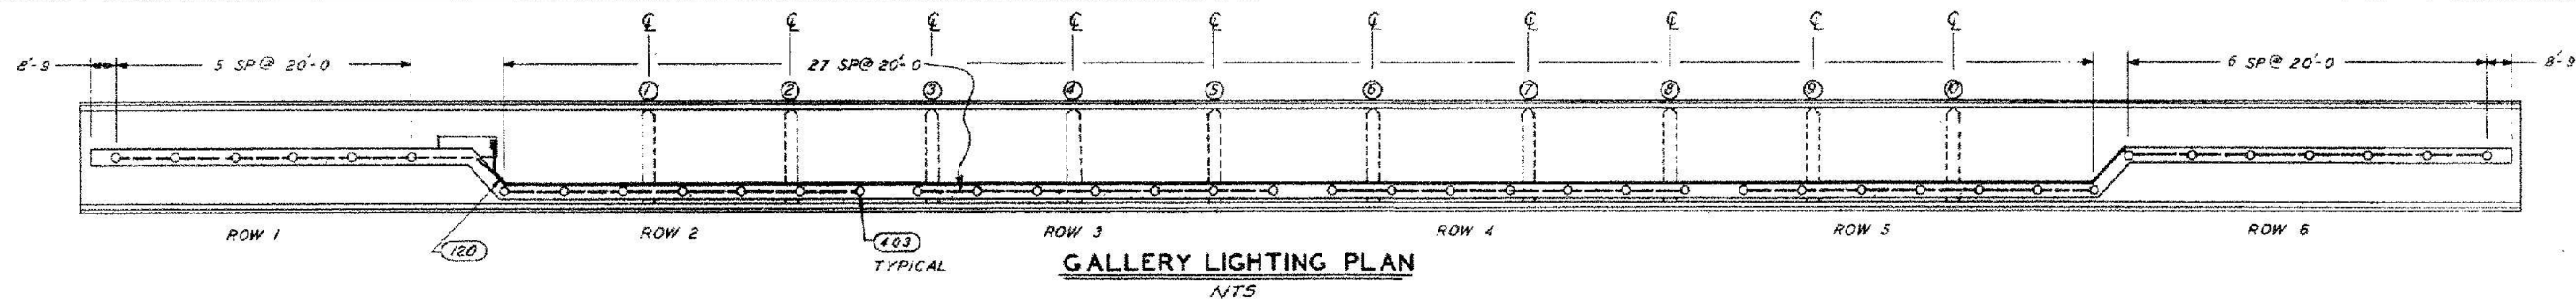 ℄ ℄ ℄ ℄ ℄ ℄ ℄ ℄ ℄ ℄
8'-9 5 SP@ 20'-0 27 SP@ 20'-0 6 SP@ 20'-0 8'-9
1 2 3 4 5 6 7 8 9 10
ROW 1 ROW 2 ROW 3 ROW 4 ROW 5 ROW 6
120 403
TYPICAL
GALLERY LIGHTING PLAN
NTS